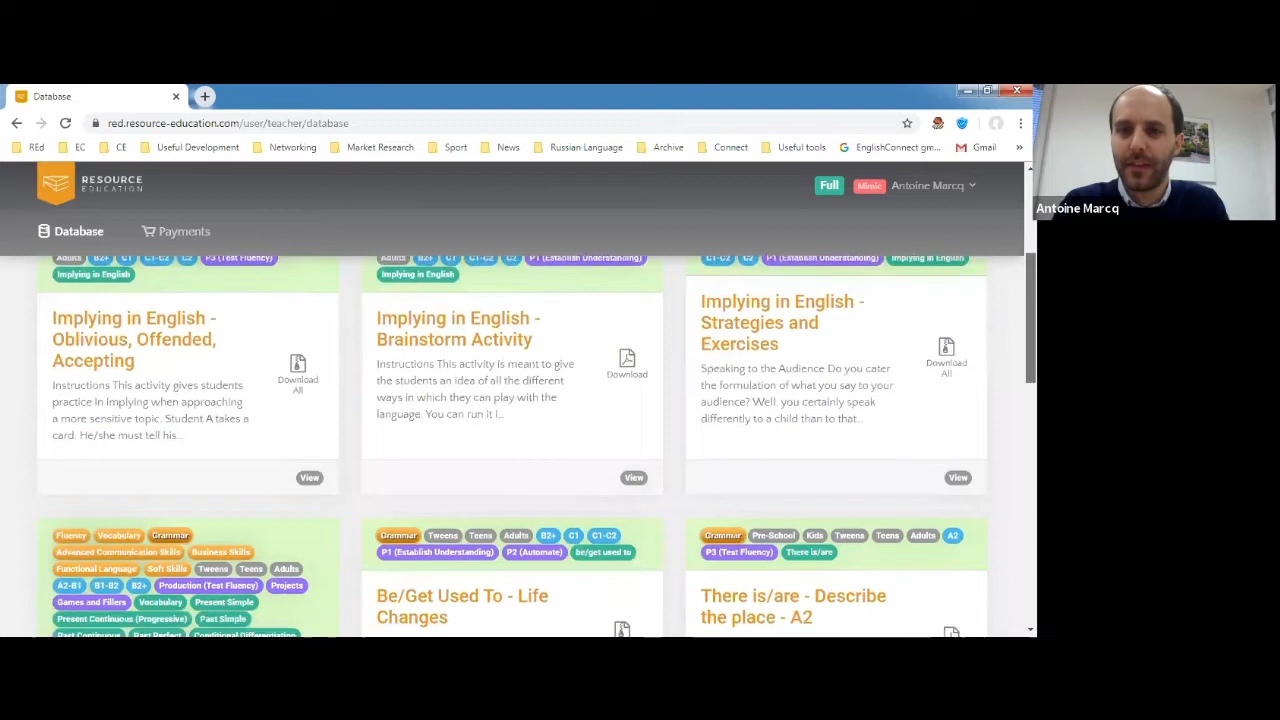 Database
red.resource-education.com/user/teacher/database
REd EC CE Useful Development Networking Market Research Sport News Russian Language Archive Connect Useful tools EnglishConnect gm... Gmail »
RESOURCE
EDUCATION
Full Mimic Antoine Marcq
Database Payments
Antoine Marcq
Adults B2+ C1 C1-C2 C2 P3 (Test Fluency)
Implying in English
Implying in English -
Oblivious, Offended,
Accepting
Instructions This activity gives students
practice in implying when approaching
a more sensitive topic. Student A takes a
card. He/she must tell his...
Download
All
View
Adults B2+ C1 C1-C2 C2 P1 (Establish Understanding)
Implying in English
Implying in English -
Brainstorm Activity
Instructions This activity is meant to give
the students an idea of all the different
ways in which they can play with the
language. You can run it i...
Download
View
C1-C2 C2 P1 (Establish Understanding) Implying in English
Implying in English -
Strategies and
Exercises
Speaking to the Audience Do you cater
the formulation of what you say to your
audience? Well, you certainly speak
differently to a child than to that...
Download
All
View
Fluency Vocabulary Grammar
Advanced Communication Skills Business Skills
Functional Language Soft Skills Tweens Teens Adults
A2-B1 B1-B2 B2+ Production (Test Fluency) Projects
Games and Fillers Vocabulary Present Simple
Present Continuous (Progressive) Past Simple
Past Continuous Past Perfect Conditional Differentiation
Grammar Tweens Teens Adults B2+ C1 C1-C2
P1 (Establish Understanding) P2 (Automate) be/get used to
Be/Get Used To - Life
Changes
Grammar Pre-School Kids Tweens Teens Adults A2
P3 (Test Fluency) There is/are
There is/are - Describe
the place - A2